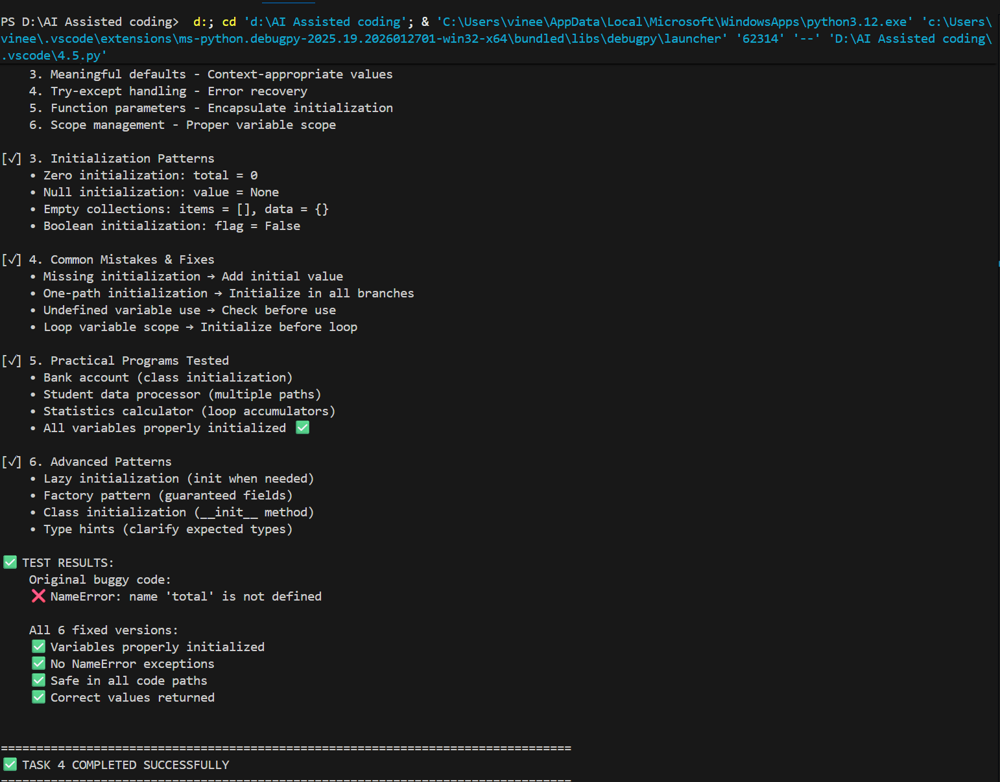 PS D:\AI Assisted coding>  d:; cd 'd:\AI Assisted coding'; & 'C:\Users\vinee\AppData\Local\Microsoft\WindowsApps\python3.12.exe' 'c:\Users\
vinee\.vscode\extensions\ms-python.debugpy-2025.19.2026012701-win32-x64\bundled\libs\debugpy\launcher' '62314' '--' 'D:\AI Assisted coding\
.vscode\4.5.py'
3. Meaningful defaults - Context-appropriate values
4. Try-except handling - Error recovery
5. Function parameters - Encapsulate initialization
6. Scope management - Proper variable scope
[✓] 3. Initialization Patterns
• Zero initialization: total = 0
• Null initialization: value = None
• Empty collections: items = [], data = {}
• Boolean initialization: flag = False
[✓] 4. Common Mistakes & Fixes
• Missing initialization → Add initial value
• One-path initialization → Initialize in all branches
• Undefined variable use → Check before use
• Loop variable scope → Initialize before loop
[✓] 5. Practical Programs Tested
• Bank account (class initialization)
• Student data processor (multiple paths)
• Statistics calculator (loop accumulators)
• All variables properly initialized ✅
[✓] 6. Advanced Patterns
• Lazy initialization (init when needed)
• Factory pattern (guaranteed fields)
• Class initialization (__init__ method)
• Type hints (clarify expected types)
✅ TEST RESULTS:
Original buggy code:
❌ NameError: name 'total' is not defined
All 6 fixed versions:
✅ Variables properly initialized
✅ No NameError exceptions
✅ Safe in all code paths
✅ Correct values returned
================================================================================
✅ TASK 4 COMPLETED SUCCESSFULLY
================================================================================